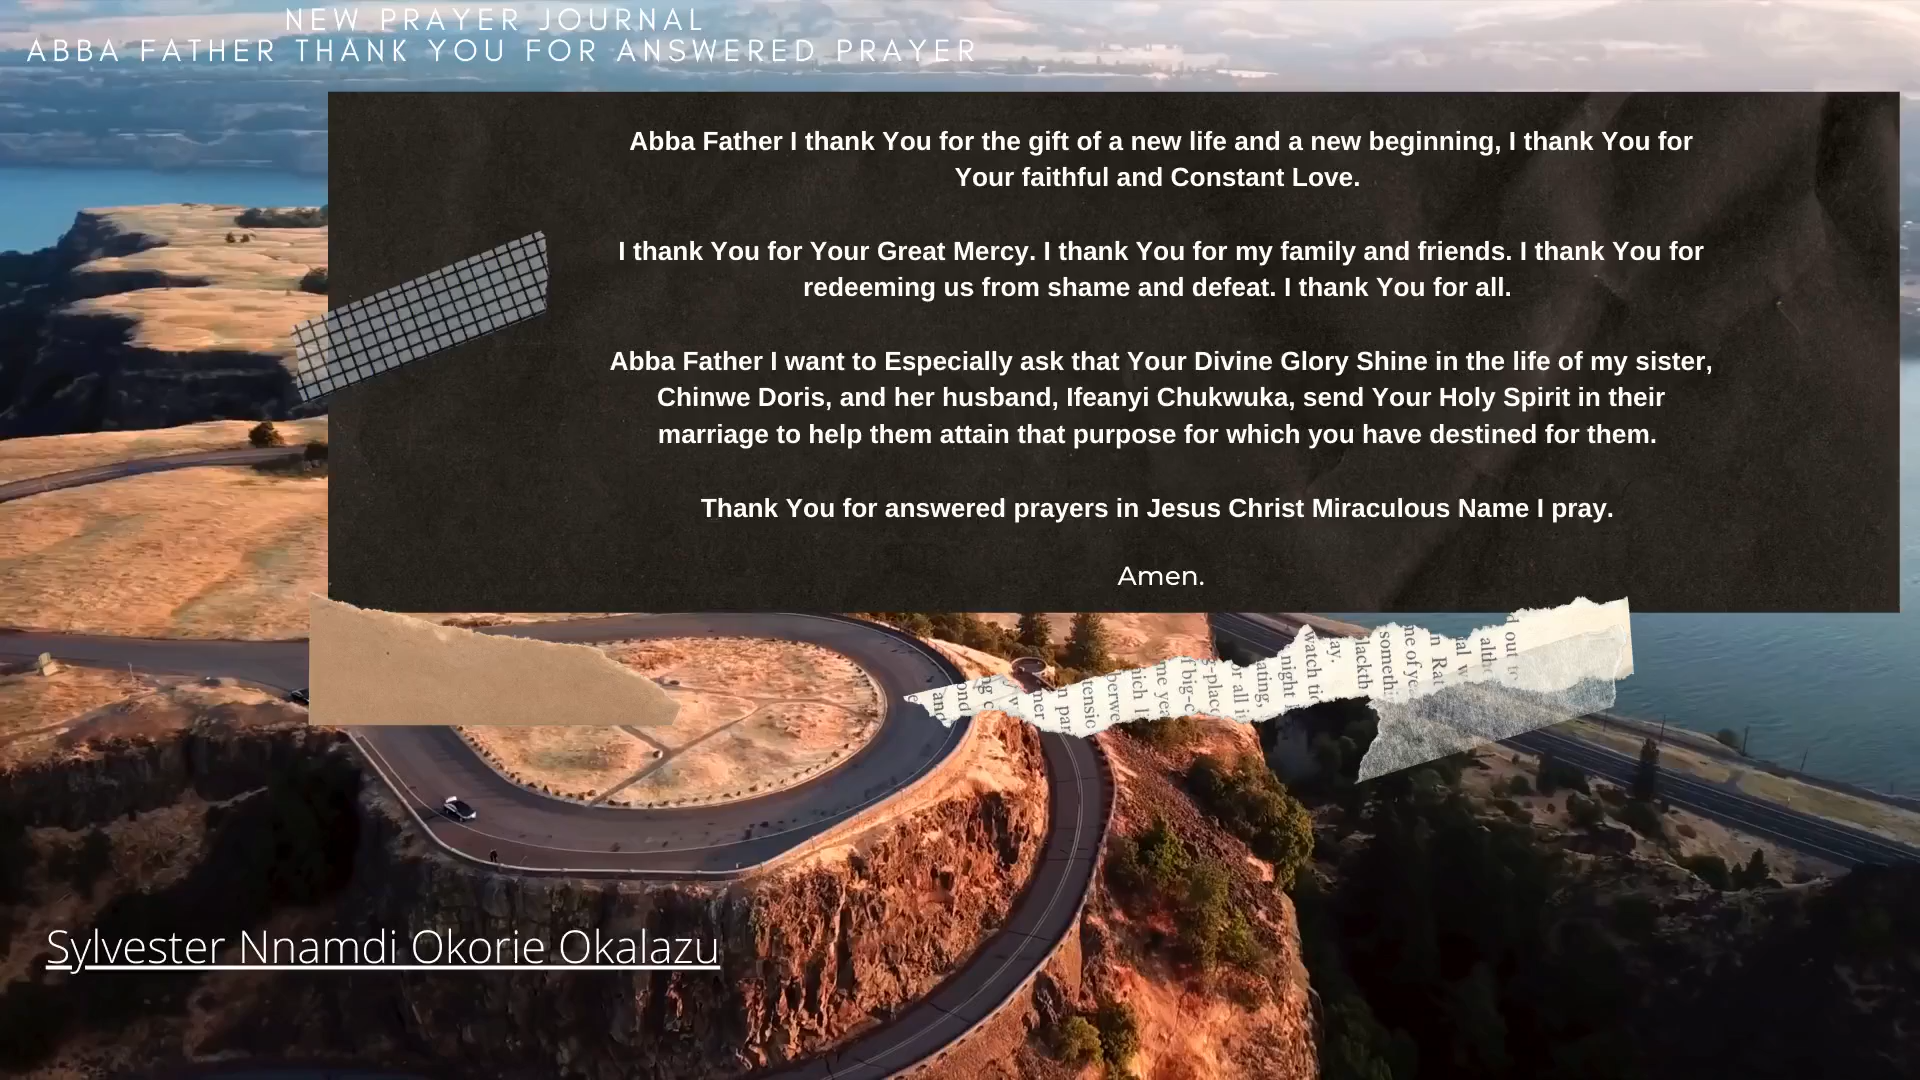 NEW PRAYER JOURNAL
ABBA FATHER THANK YOU FOR ANSWERED PRAYER
Abba Father I thank You for the gift of a new life and a new beginning, I thank You for
Your faithful and Constant Love.
I thank You for Your Great Mercy. I thank You for my family and friends. I thank You for
redeeming us from shame and defeat. I thank You for all.
Abba Father I want to Especially ask that Your Divine Glory Shine in the life of my sister,
Chinwe Doris, and her husband, Ifeanyi Chukwuka, send Your Holy Spirit in their
marriage to help them attain that purpose for which you have destined for them.
Thank You for answered prayers in Jesus Christ Miraculous Name I pray.
Amen.
and
night
watch
out
Sylvester Nnamdi Okorie Okalazu